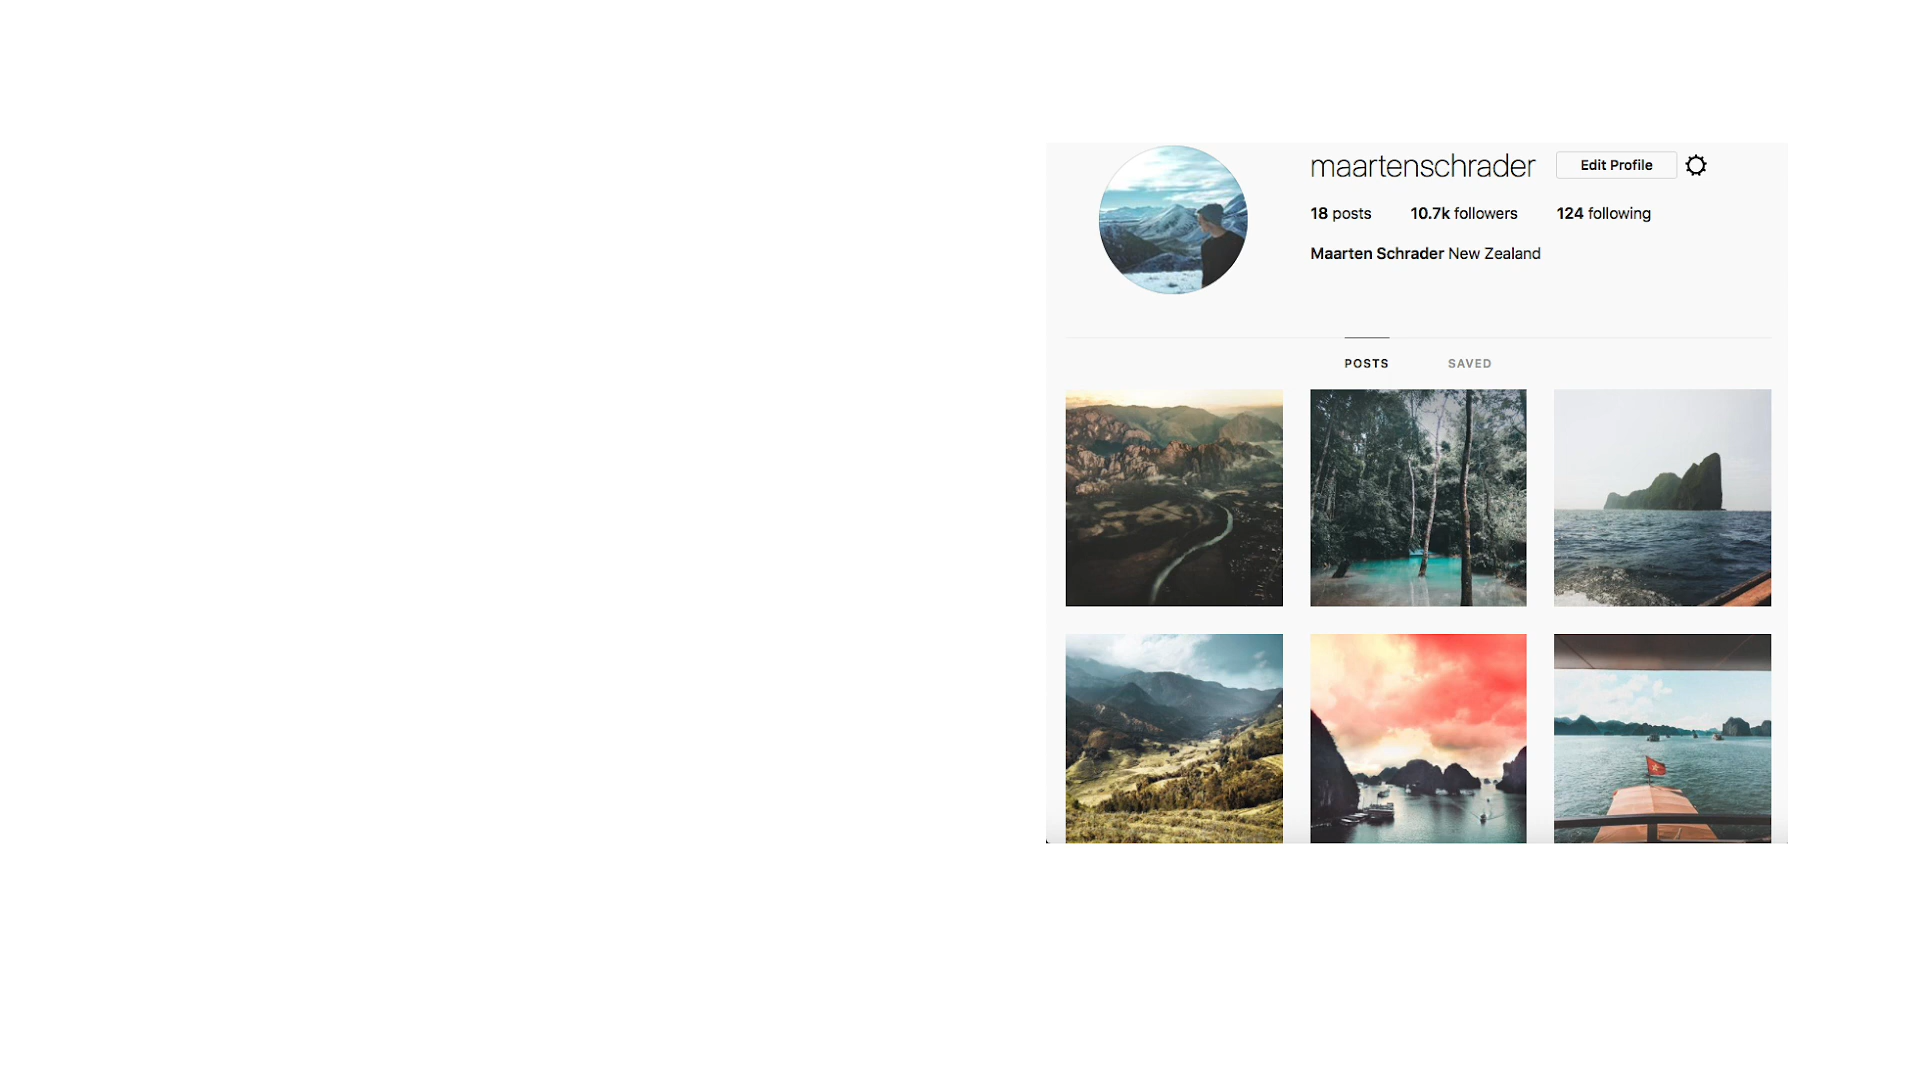 maartenschrader Edit Profile
18 posts 10.7k followers 124 following
Maarten Schrader New Zealand
POSTS SAVED